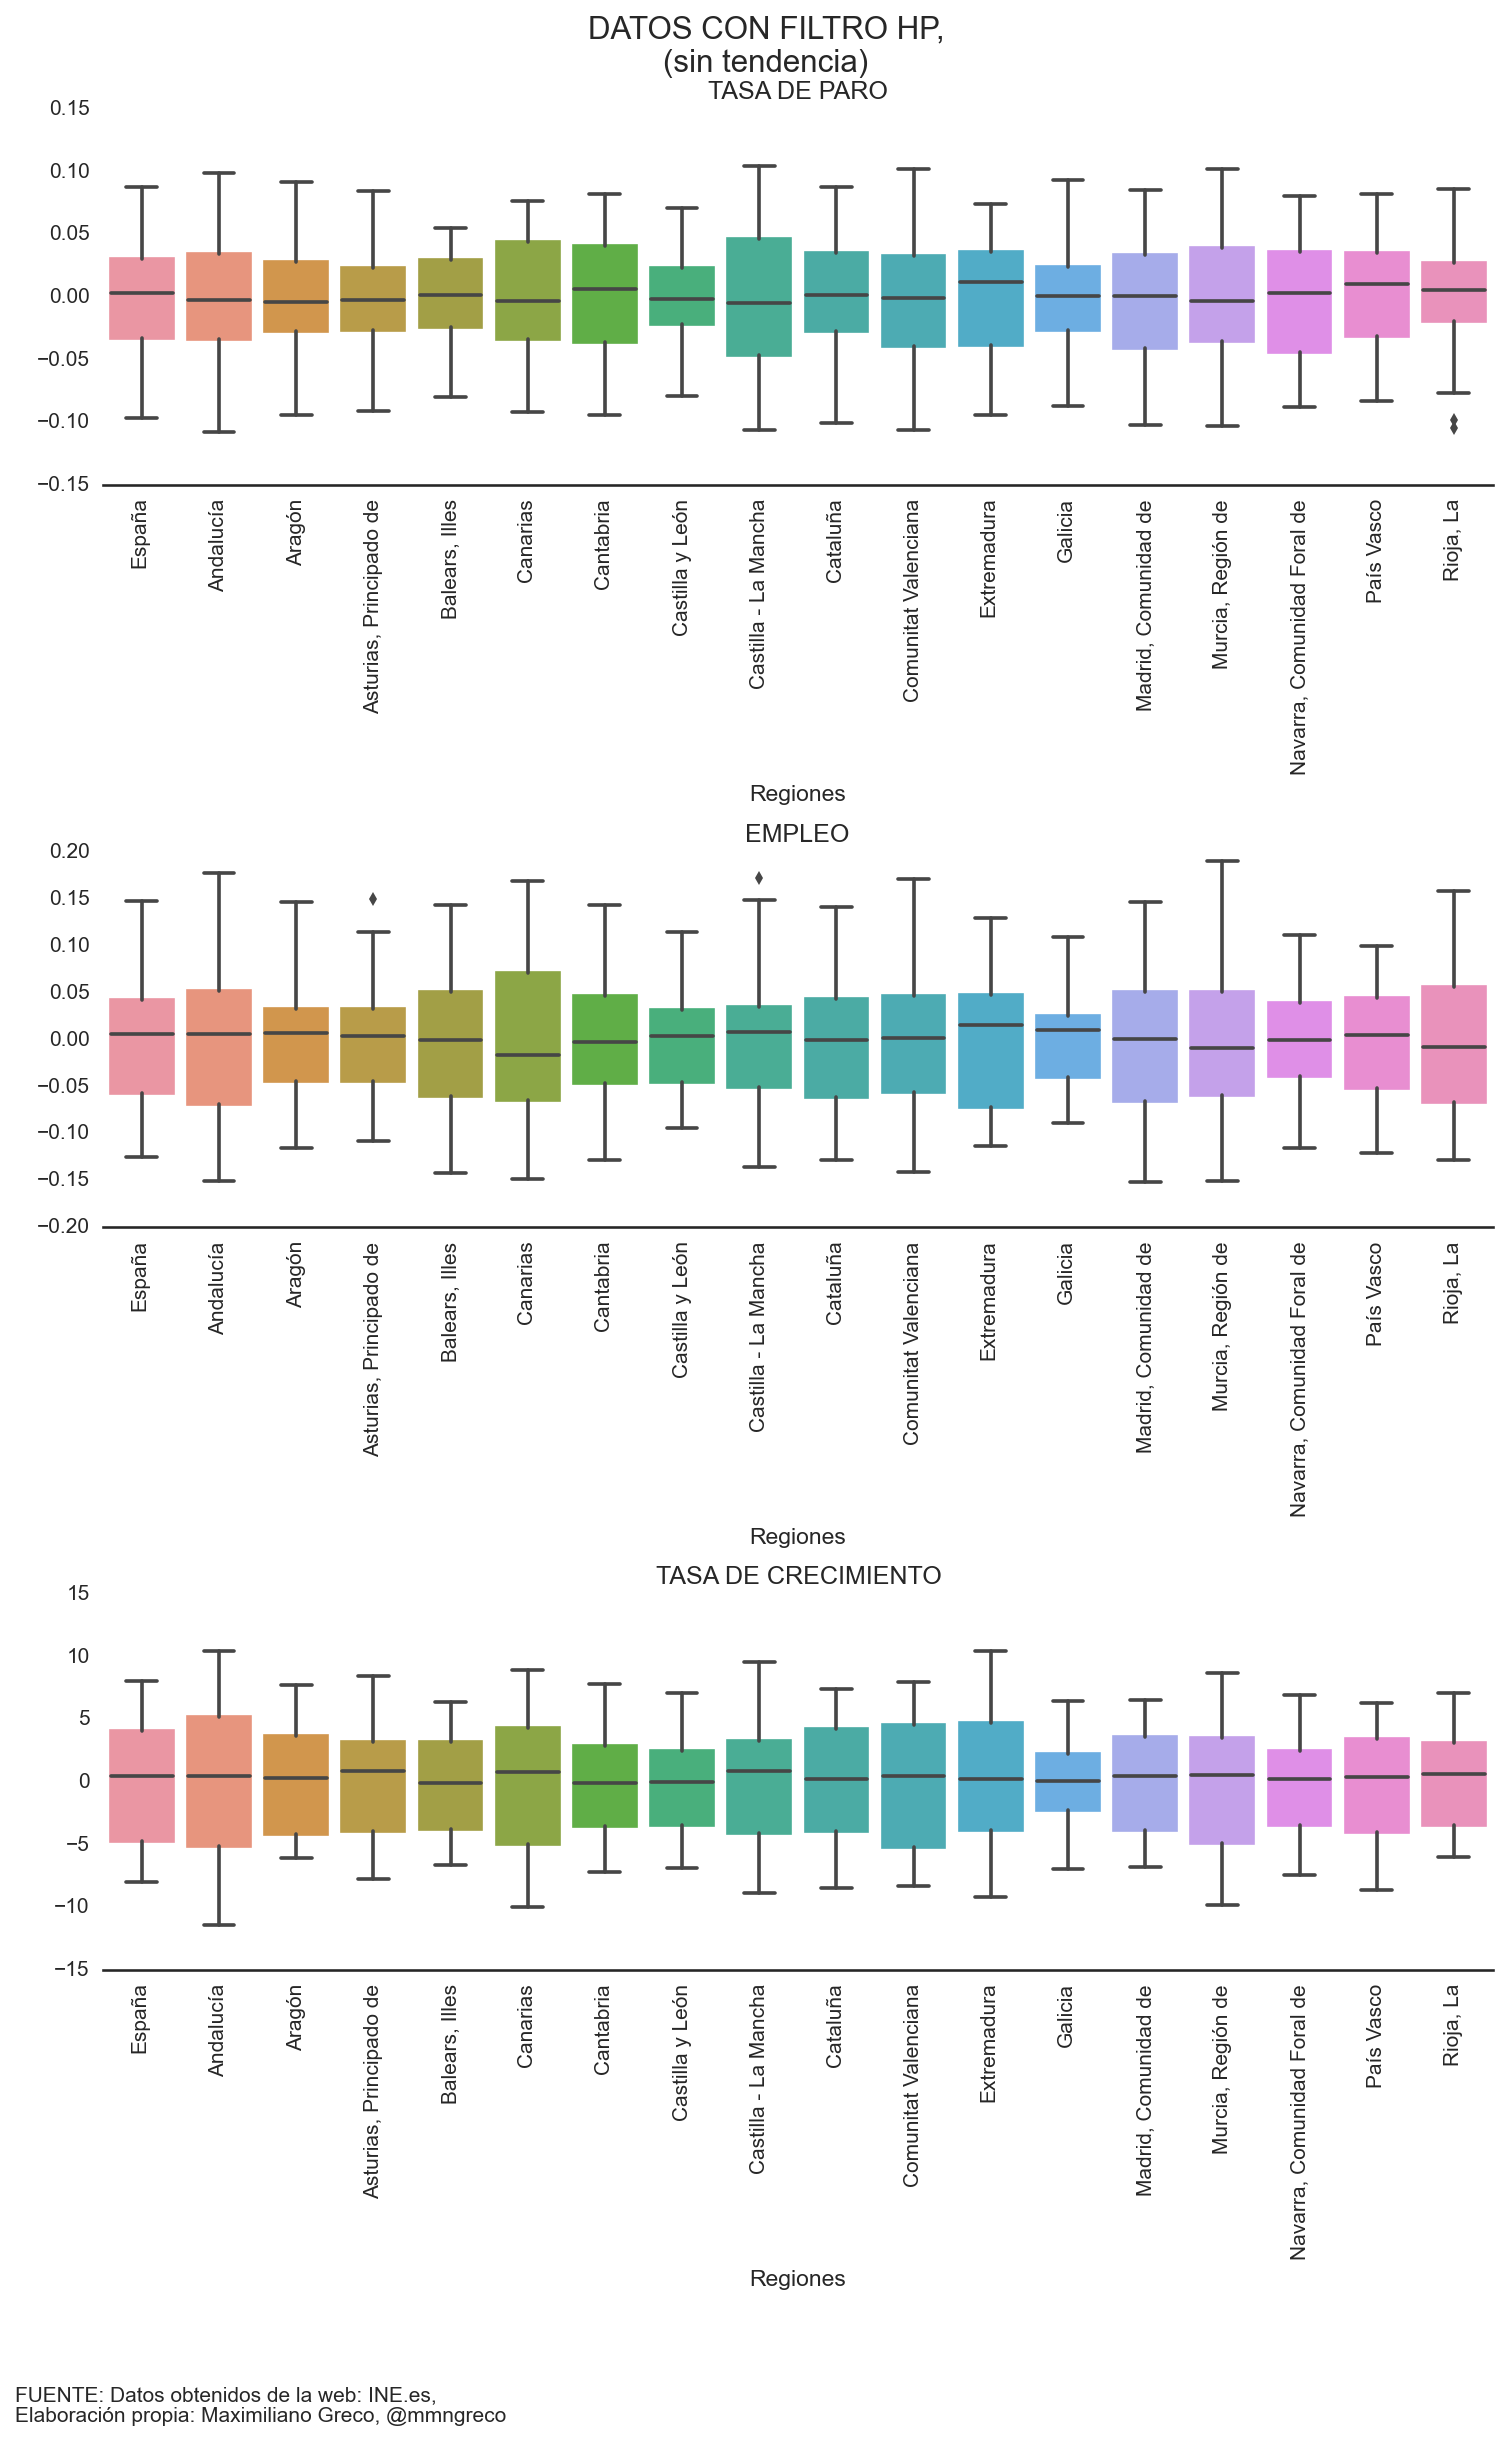 DATOS CON FILTRO HP,
(sin tendencia)
TASA DE PARO
0.15
0.10
0.05
0.00
−0.05
−0.10
−0.15
España
Andalucía
Aragón
Asturias, Principado de
Balears, Illes
Canarias
Cantabria
Castilla y León
Castilla - La Mancha
Cataluña
Comunitat Valenciana
Extremadura
Galicia
Madrid, Comunidad de
Murcia, Región de
Navarra, Comunidad Foral de
País Vasco
Rioja, La
Regiones
EMPLEO
0.20
0.15
0.10
0.05
0.00
−0.05
−0.10
−0.15
−0.20
España
Andalucía
Aragón
Asturias, Principado de
Balears, Illes
Canarias
Cantabria
Castilla y León
Castilla - La Mancha
Cataluña
Comunitat Valenciana
Extremadura
Galicia
Madrid, Comunidad de
Murcia, Región de
Navarra, Comunidad Foral de
País Vasco
Rioja, La
Regiones
TASA DE CRECIMIENTO
15
10
5
0
−5
−10
−15
España
Andalucía
Aragón
Asturias, Principado de
Balears, Illes
Canarias
Cantabria
Castilla y León
Castilla - La Mancha
Cataluña
Comunitat Valenciana
Extremadura
Galicia
Madrid, Comunidad de
Murcia, Región de
Navarra, Comunidad Foral de
País Vasco
Rioja, La
Regiones
FUENTE: Datos obtenidos de la web: INE.es,
Elaboración propia: Maximiliano Greco, @mmngreco